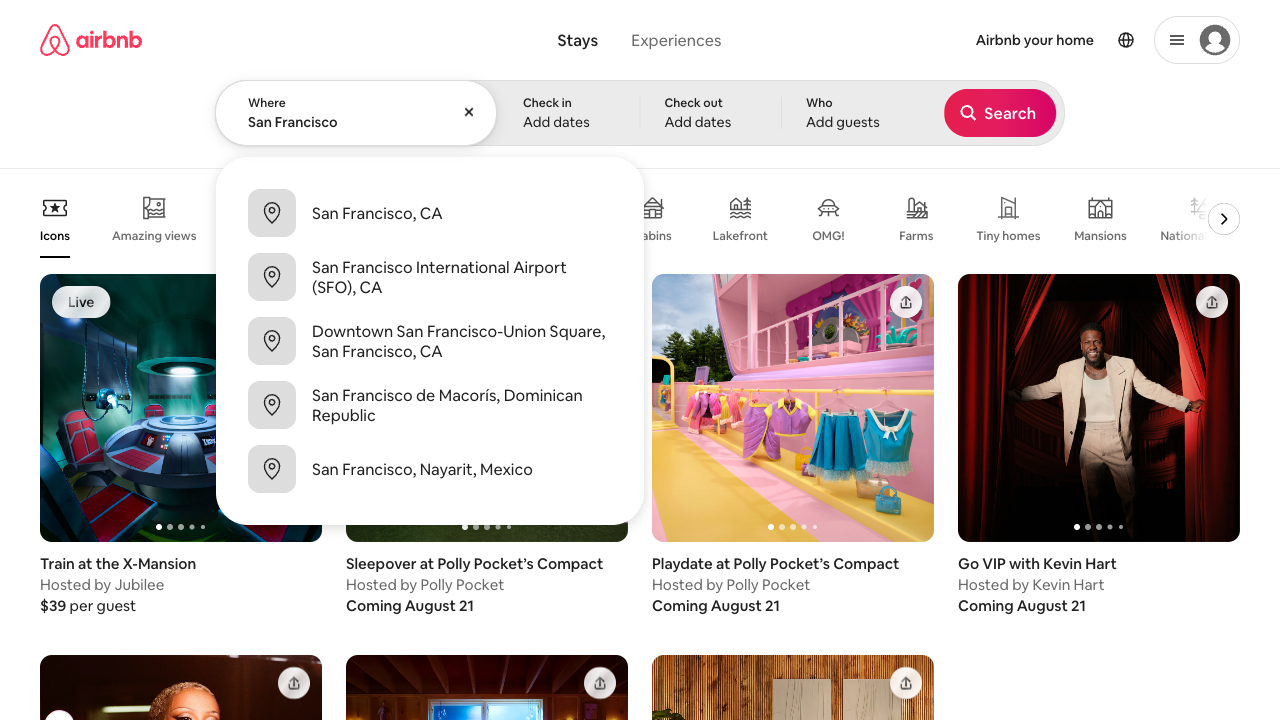 airbnb
Stays
Experiences
Airbnb your home
Where
San Francisco
Check in
Add dates
Check out
Add dates
Who
Add guests
Search
San Francisco, CA
San Francisco International Airport
(SFO), CA
Downtown San Francisco-Union Square,
San Francisco, CA
San Francisco de Macorís, Dominican
Republic
San Francisco, Nayarit, Mexico
Icons
Amazing views
abins
Lakefront
OMG!
Farms
Tiny homes
Mansions
National
Live
Train at the X-Mansion
Hosted by Jubilee
$39 per guest
Sleepover at Polly Pocket’s Compact
Hosted by Polly Pocket
Coming August 21
Playdate at Polly Pocket’s Compact
Hosted by Polly Pocket
Coming August 21
Go VIP with Kevin Hart
Hosted by Kevin Hart
Coming August 21